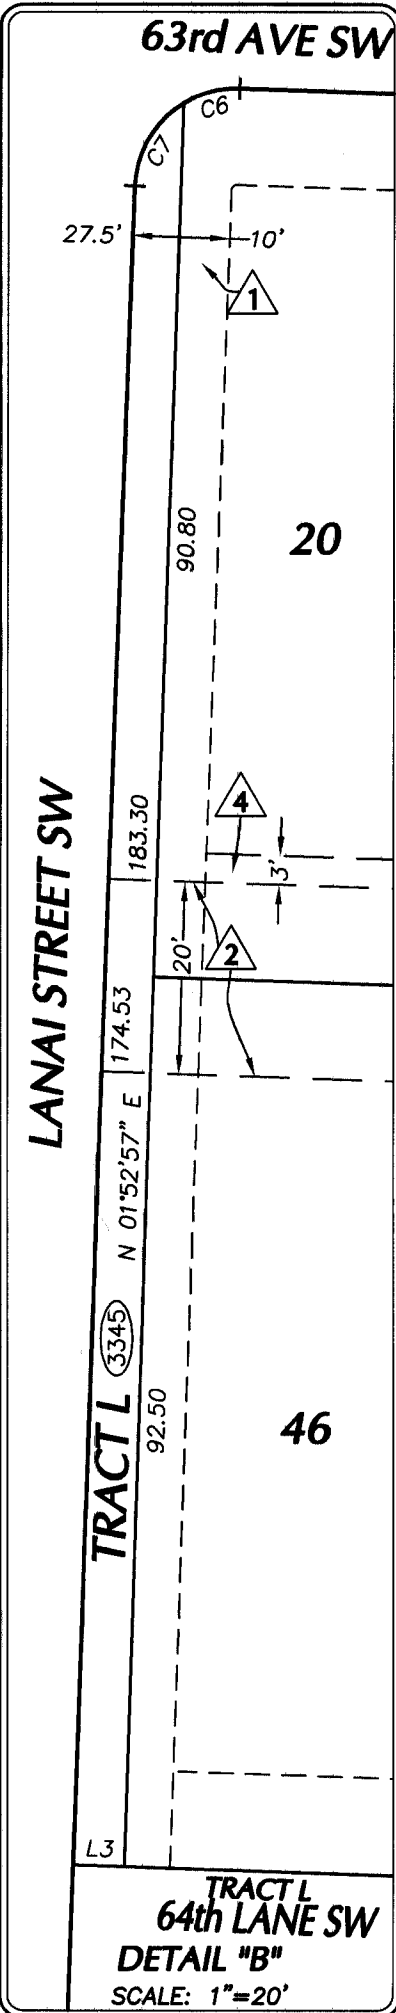 63rd AVE SW
C6
C7
27.5'
10'
1
90.80
20
4
183.30
3'
LANAI STREET SW
2
20'
174.53
N 01°52'57" E
3345
TRACT L
92.50
46
L3
TRACT L
64th LANE SW
DETAIL "B"
SCALE: 1"=20'